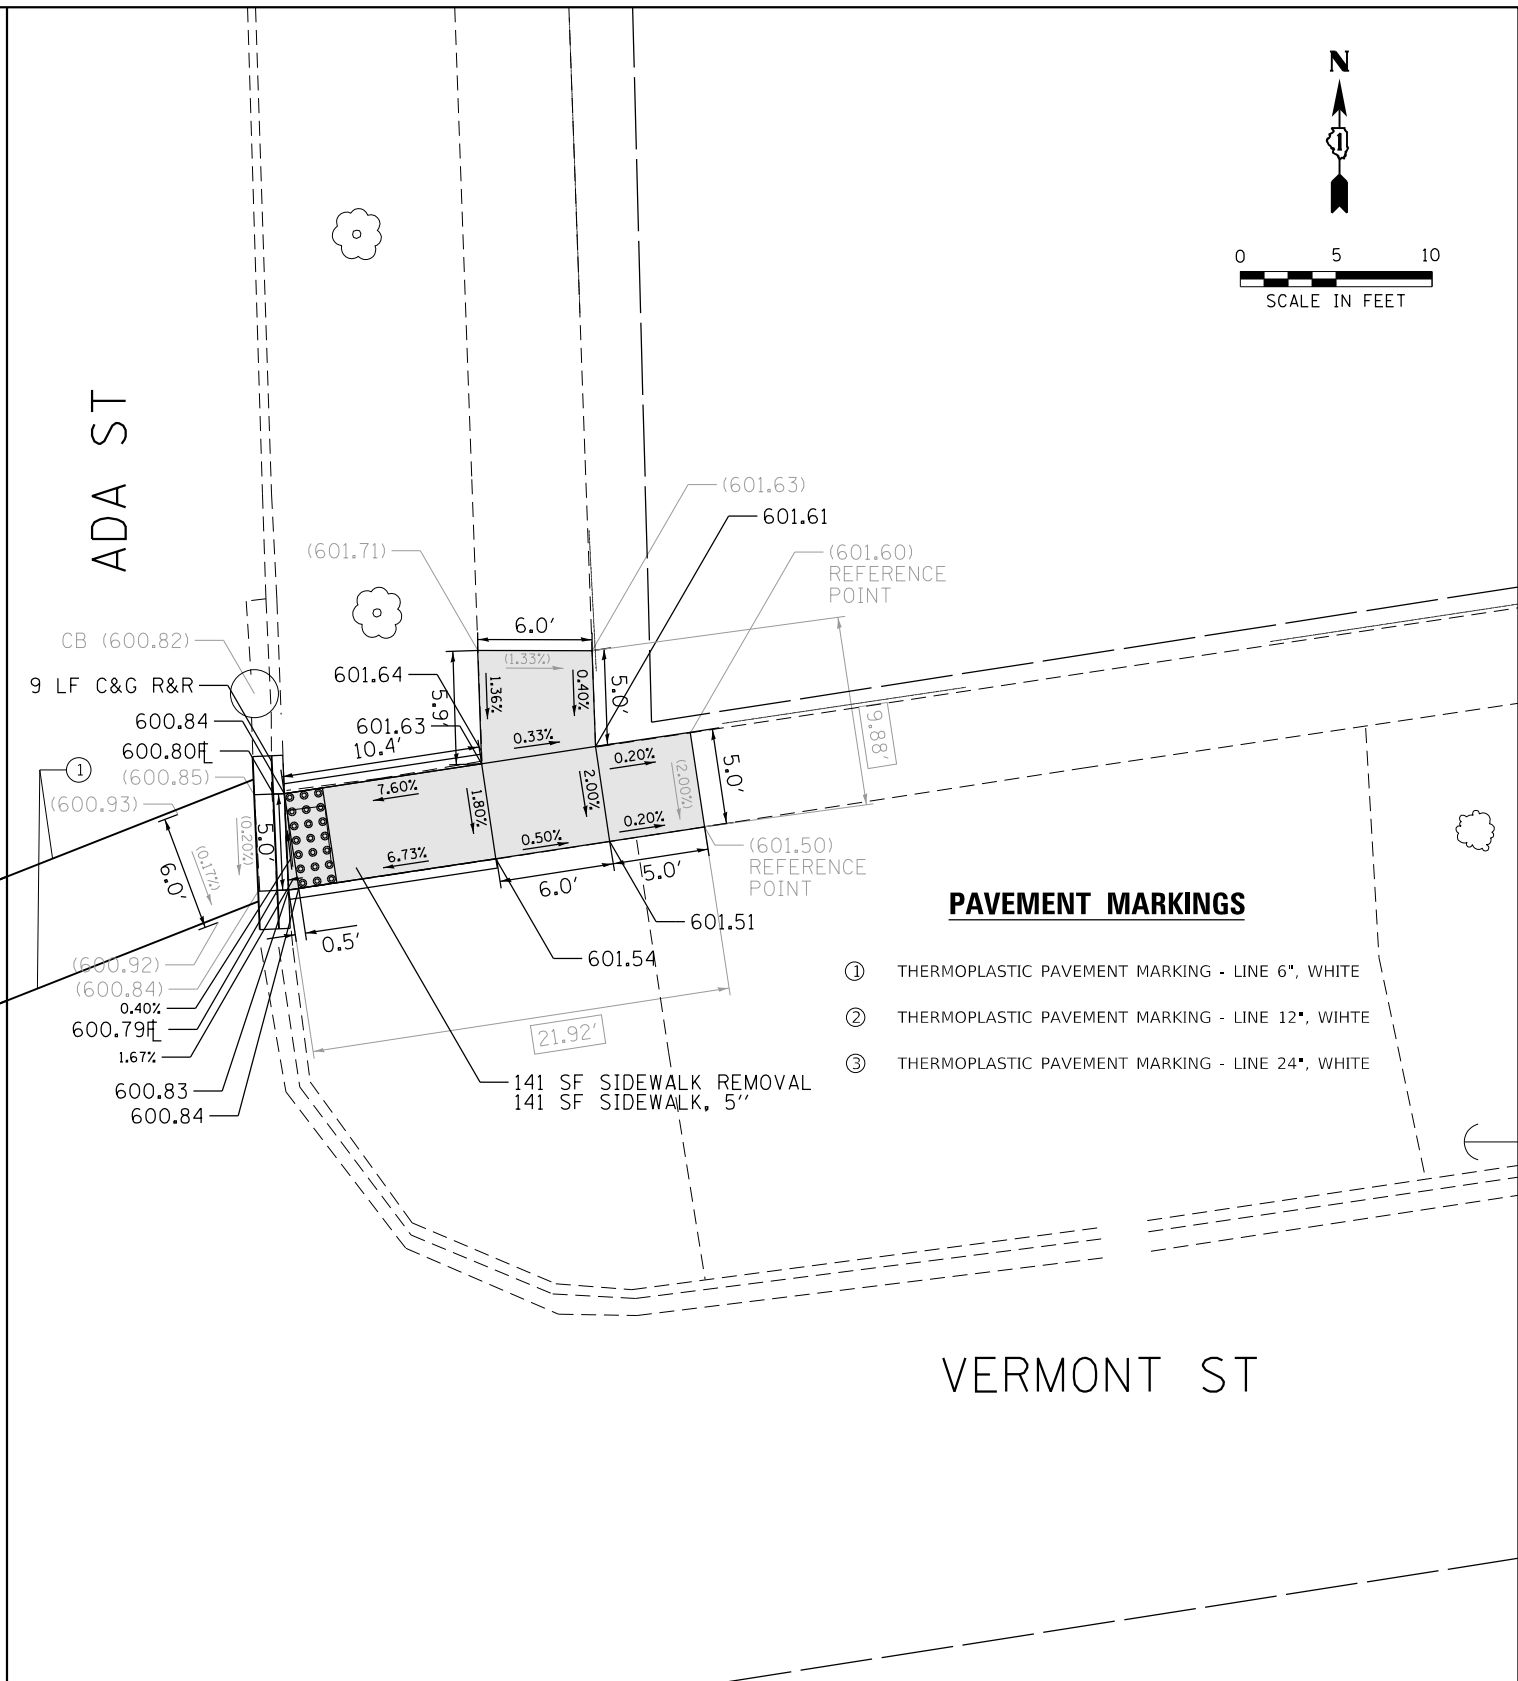 N
1
0 5 10
SCALE IN FEET
ADA ST
(601.63)
601.61
(601.71)
(601.60)
REFERENCE
POINT
6.0'
CB (600.82)
(1.33%)
601.64
9 LF C&G R&R
1.36%
0.40%
5.9'
5.0'
9.88'
600.84
601.63
10.4'
0.33%
600.80FL
0.20%
1
(600.85)
7.60%
2.00%
(2.00%)
5.0'
(600.93)
1.80%
(0.20%)
5.0'
0.50%
0.20%
(0.17%)
6.0'
6.73%
(601.50)
REFERENCE
POINT
6.0'
5.0'
PAVEMENT MARKINGS
601.51
0.5'
601.54
(600.92)
(600.84)
0.40%
600.79FL
1.67%
21.92'
1 THERMOPLASTIC PAVEMENT MARKING - LINE 6", WHITE
2 THERMOPLASTIC PAVEMENT MARKING - LINE 12", WIHTE
3 THERMOPLASTIC PAVEMENT MARKING - LINE 24", WHITE
600.83
600.84
141 SF SIDEWALK REMOVAL
141 SF SIDEWALK, 5''
VERMONT ST